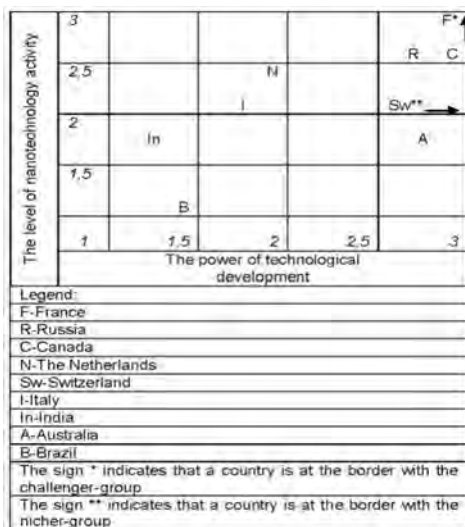 3
F*
R C
2,5
N
The level of nanotechnology activity
I
Sw**
2
In
A
1,5
B
1 1,5 2 2,5 3
The power of technological
development
Legend:
F-France
R-Russia
C-Canada
N-The Netherlands
Sw-Switzerland
I-Italy
In-India
A-Australia
B-Brazil
The sign * indicates that a country is at the border with the
challenger-group
The sign ** indicates that a country is at the border with the
nicher-group